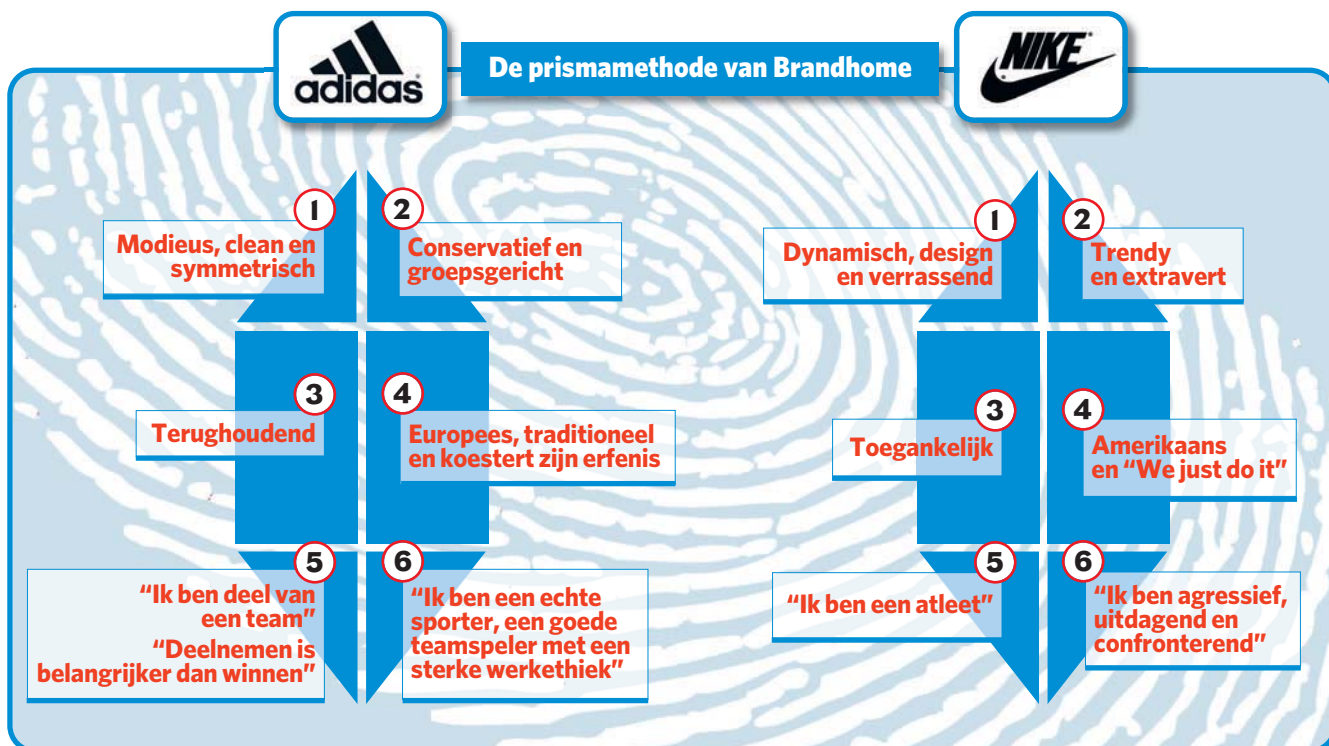 adidas
De prismamethode van Brandhome
NIKE
1
Modieus, clean en
symmetrisch
2
Conservatief en
groepsgericht
3
Terughoudend
4
Europees, traditioneel
en koestert zijn erfenis
5
“Ik ben deel van
een team”
“Deelnemen is
belangrijker dan winnen”
6
“Ik ben een echte
sporter, een goede
teamspeler met een
sterke werkethiek”
1
Dynamisch, design
en verrassend
2
Trendy
en extravert
3
Toegankelijk
4
Amerikaans
en “We just do it”
5
“Ik ben een atleet”
6
“Ik ben agressief,
uitdagend en
confronterend”